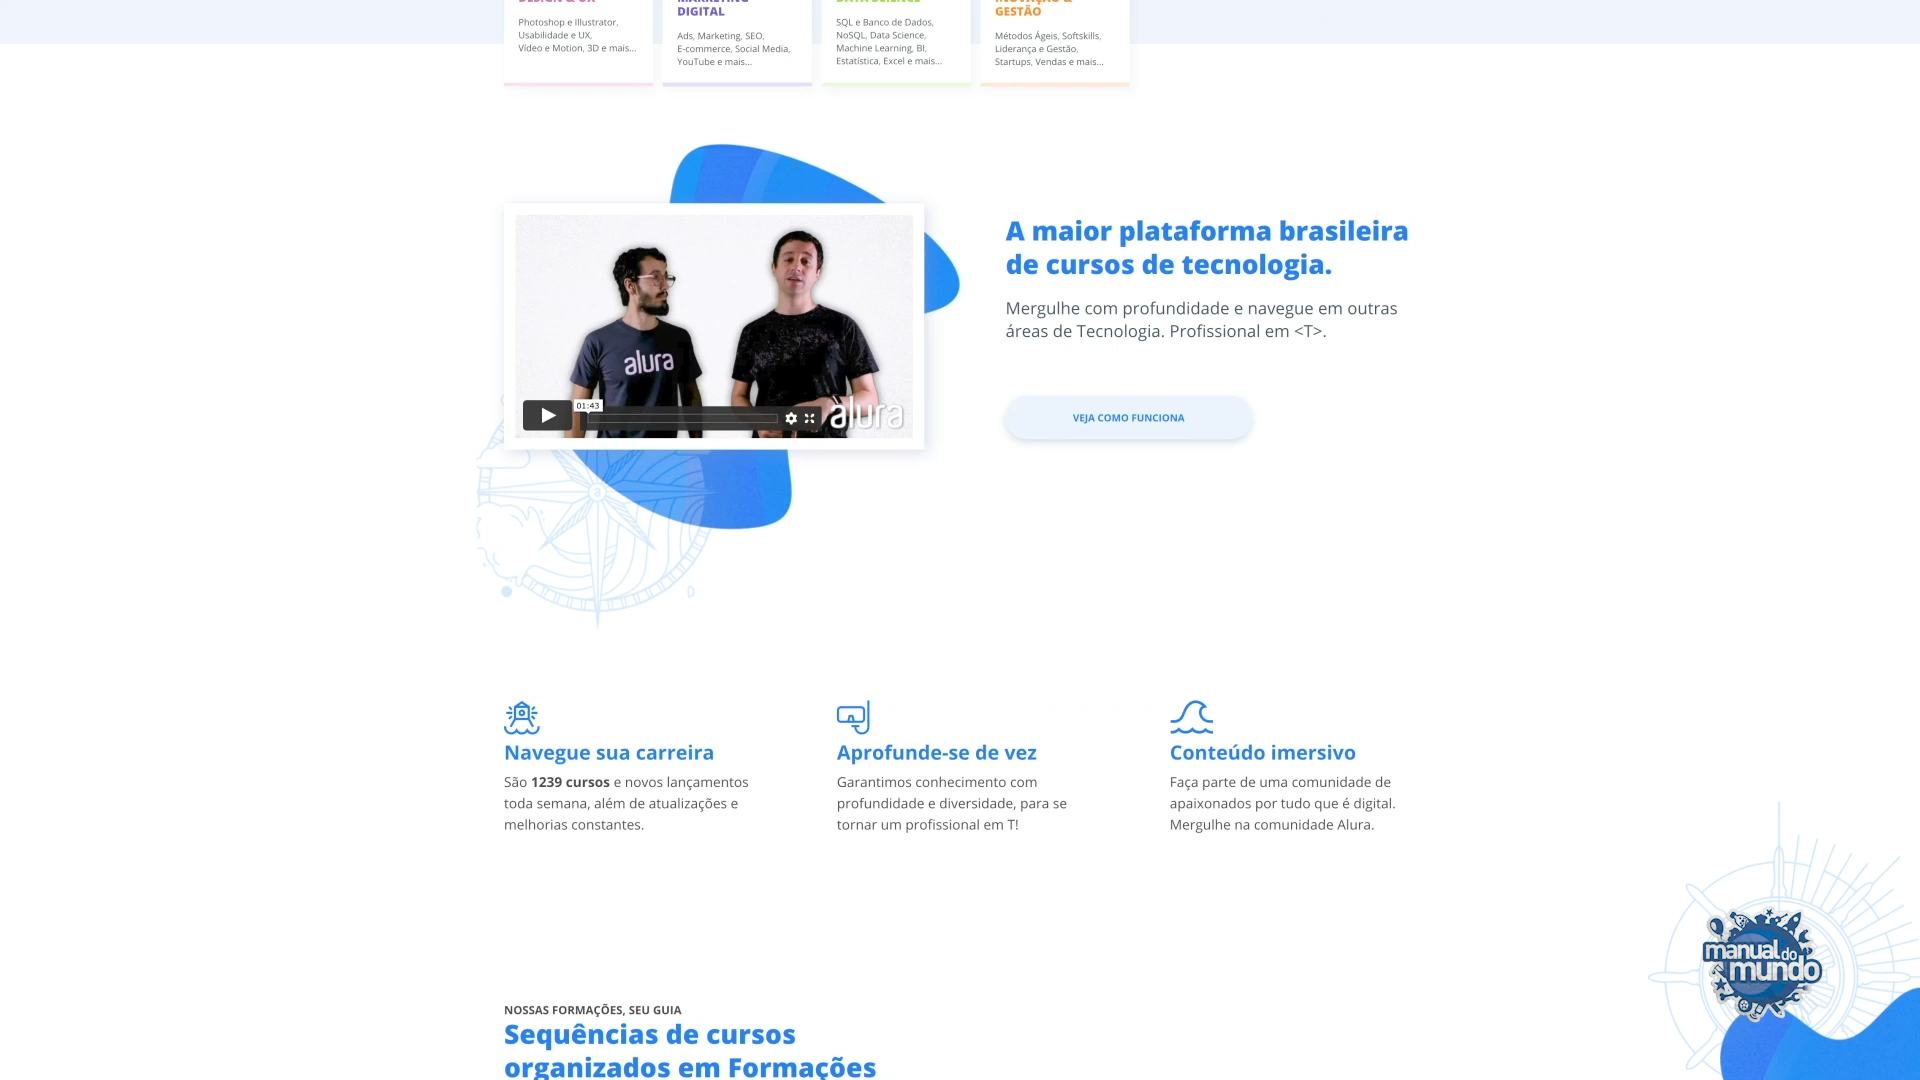 DESIGN & UX
MARKETING
DIGITAL
DATA SCIENCE
INOVAÇÃO &
GESTÃO
Photoshop e Illustrator,
Usabilidade e UX,
Vídeo e Motion, 3D e mais...
Ads, Marketing, SEO,
E-commerce, Social Media,
YouTube e mais...
SQL e Banco de Dados,
NoSQL, Data Science,
Machine Learning, BI,
Estatística, Excel e mais...
Métodos Ágeis, Softskills,
Liderança e Gestão,
Startups, Vendas e mais...
alura
01:43
alura
A maior plataforma brasileira
de cursos de tecnologia.
Mergulhe com profundidade e navegue em outras
áreas de Tecnologia. Profissional em <T>.
VEJA COMO FUNCIONA
a
D
Navegue sua carreira
São 1239 cursos e novos lançamentos
toda semana, além de atualizações e
melhorias constantes.
Aprofunde-se de vez
Garantimos conhecimento com
profundidade e diversidade, para se
tornar um profissional em T!
Conteúdo imersivo
Faça parte de uma comunidade de
apaixonados por tudo que é digital.
Mergulhe na comunidade Alura.
manual do
mundo
NOSSAS FORMAÇÕES, SEU GUIA
Sequências de cursos
organizados em Formações